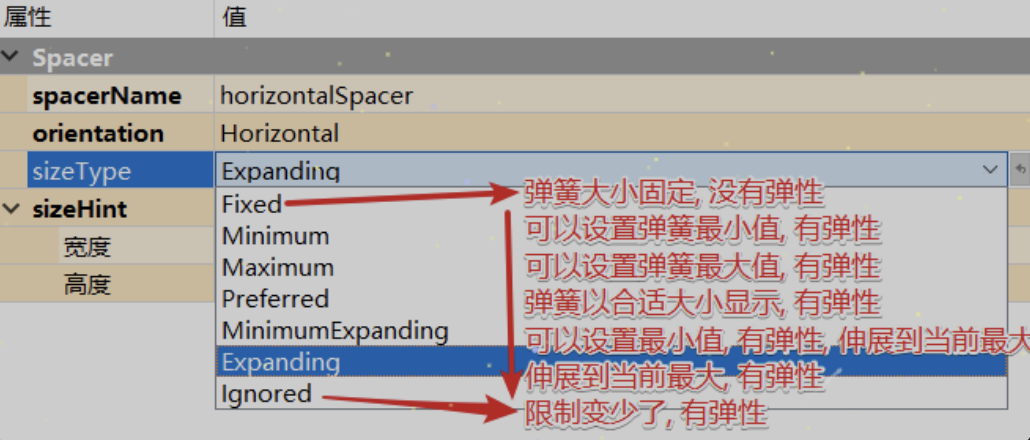 属性 值
Spacer
spacerName horizontalSpacer
orientation Horizontal
sizeType Expanding
sizeHint Fixed 弹簧大小固定, 没有弹性
Minimum 可以设置弹簧最小值, 有弹性
宽度
Maximum 可以设置弹簧最大值, 有弹性
高度
Preferred 弹簧以合适大小显示, 有弹性
MinimumExpanding 可以设置最小值, 有弹性, 伸展到当前最大
Expanding 伸展到当前最大, 有弹性
Ignored 限制变少了, 有弹性